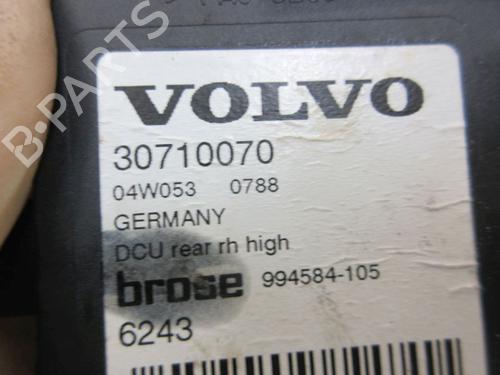 VOLVO
30710070
04W053 0788
GERMANY
DCU rear rh high
brose 994584-105
6243
B-PARTS